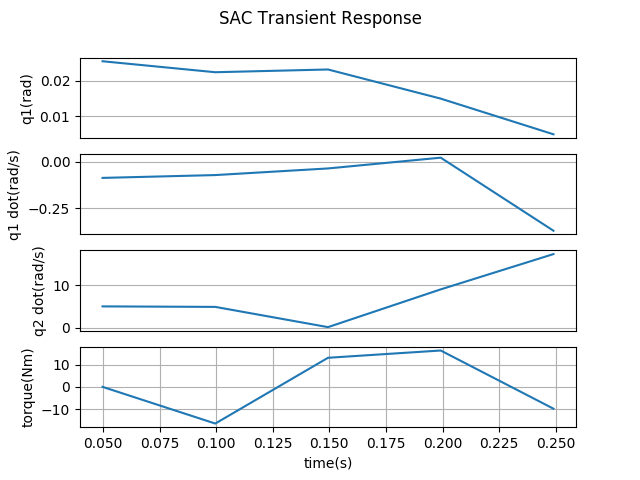 SAC Transient Response
q1(rad)
0.02
0.01
q1 dot(rad/s)
0.00
−0.25
q2 dot(rad/s)
10
0
torque(Nm)
10
0
−10
0.050 0.075 0.100 0.125 0.150 0.175 0.200 0.225 0.250
time(s)